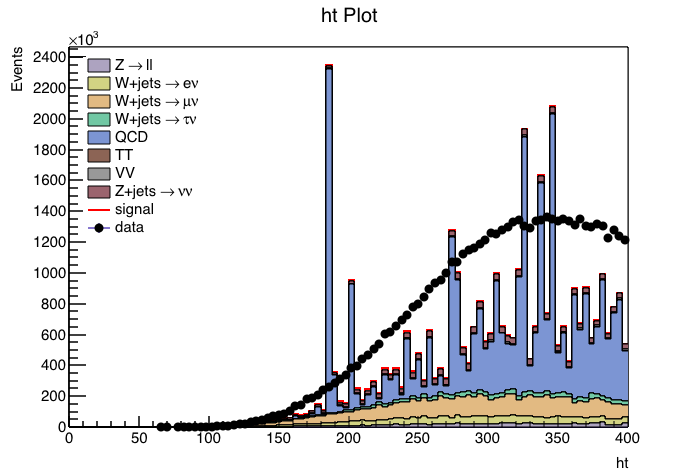 ht Plot
×10³
Events
2400
2200
2000
1800
1600
1400
1200
1000
800
600
400
200
0
Z → ll
W+jets → eν
W+jets → μν
W+jets → τν
QCD
TT
VV
Z+jets → νν
signal
data
0 50 100 150 200 250 300 350 400
ht